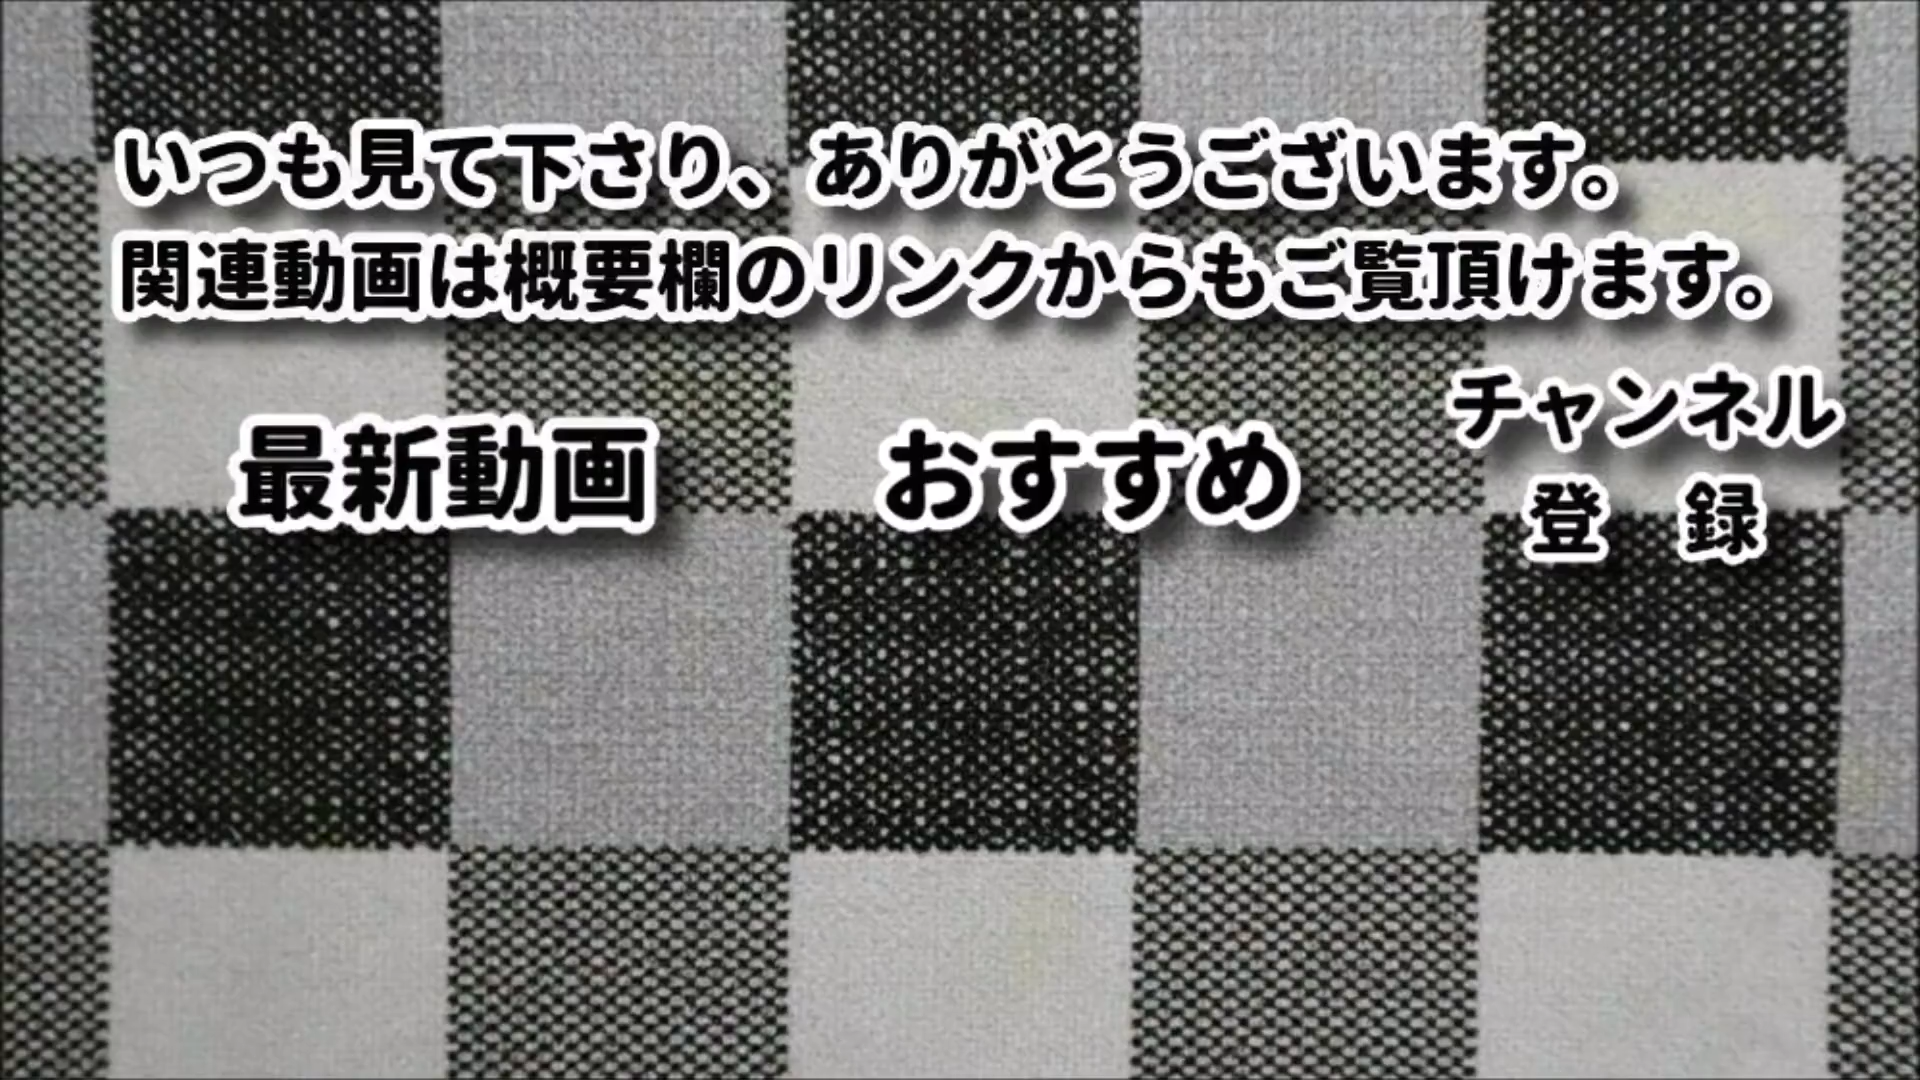 いつも見て下さり、ありがとうございます。
関連動画は概要欄のリンクからもご覧頂けます。
最新動画
おすすめ
チャンネル
登　録